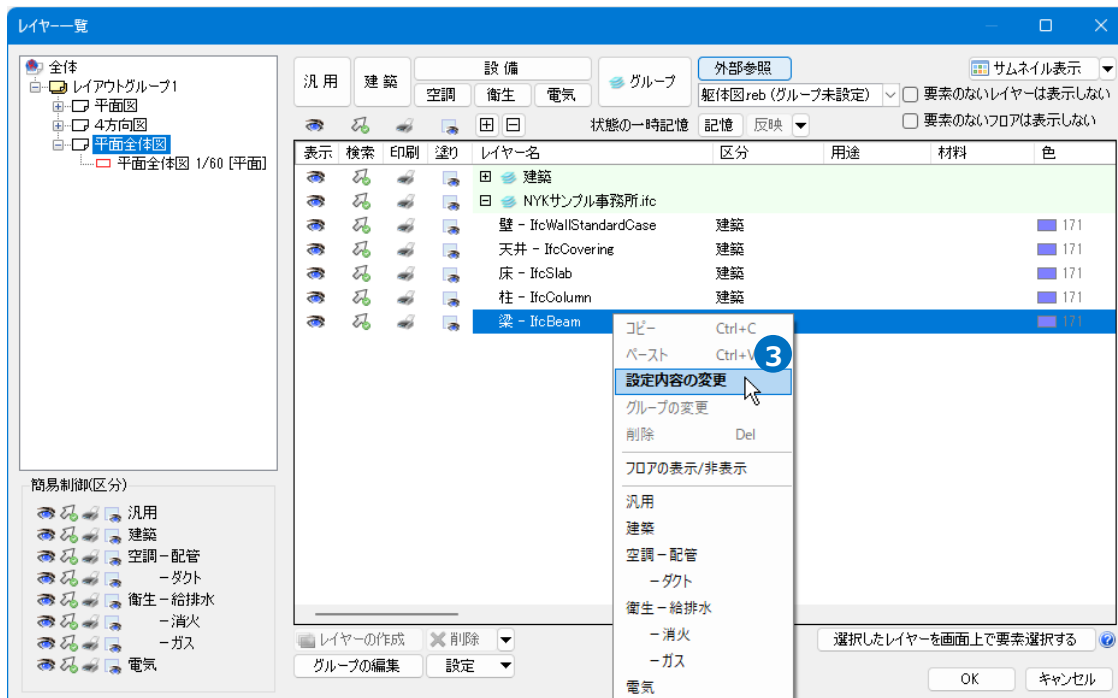 レイヤー一覧
全体
レイアウトグループ1
平面図
4方向図
平面全体図
平面全体図 1/60 [平面]
汎用
建築
設備
空調
衛生
電気
グループ
外部参照
躯体図.reb (グループ未設定)
サムネイル表示
要素のないレイヤーは表示しない
要素のないフロアは表示しない
状態の一時記憶
記憶
反映
表示 検索 印刷 塗り レイヤー名 区分 用途 材料 色
建築
NYKサンプル事務所.ifc
壁 - IfcWallStandardCase 建築 171
天井 - IfcCovering 建築 171
床 - IfcSlab 建築 171
柱 - IfcColumn 建築 171
梁 - IfcBeam 171
コピー Ctrl+C
ペースト Ctrl+V
3
設定内容の変更
グループの変更
削除 Del
フロアの表示/非表示
汎用
建築
空調－配管
－ダクト
衛生－給排水
－消火
－ガス
電気
簡易制御(区分)
汎用
建築
空調－配管
－ダクト
衛生－給排水
－消火
－ガス
電気
レイヤーの作成
削除
グループの編集
設定
選択したレイヤーを画面上で要素選択する
OK
キャンセル